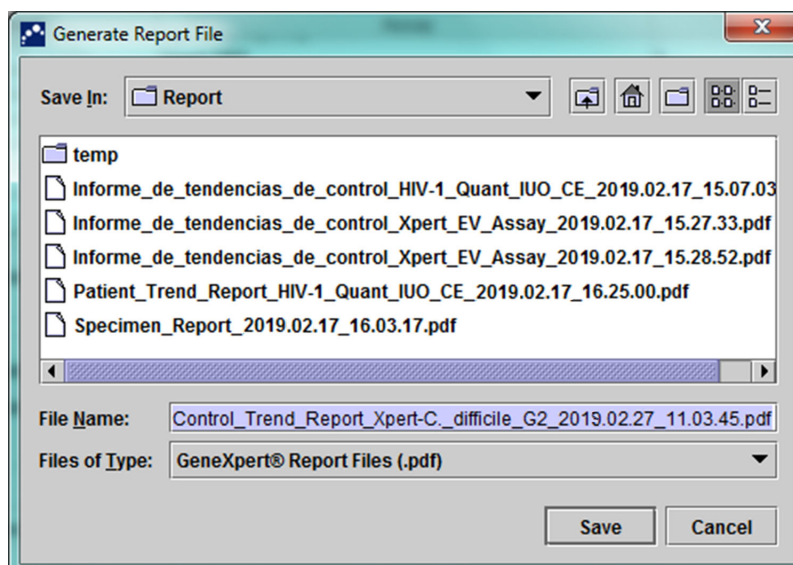 Generate Report File
Save In: Report
temp
Informe_de_tendencias_de_control_HIV-1_Quant_IUO_CE_2019.02.17_15.07.03
Informe_de_tendencias_de_control_Xpert_EV_Assay_2019.02.17_15.27.33.pdf
Informe_de_tendencias_de_control_Xpert_EV_Assay_2019.02.17_15.28.52.pdf
Patient_Trend_Report_HIV-1_Quant_IUO_CE_2019.02.17_16.25.00.pdf
Specimen_Report_2019.02.17_16.03.17.pdf
File Name: Control_Trend_Report_Xpert-C._difficile_G2_2019.02.27_11.03.45.pdf
Files of Type: GeneXpert® Report Files (.pdf)
Save Cancel